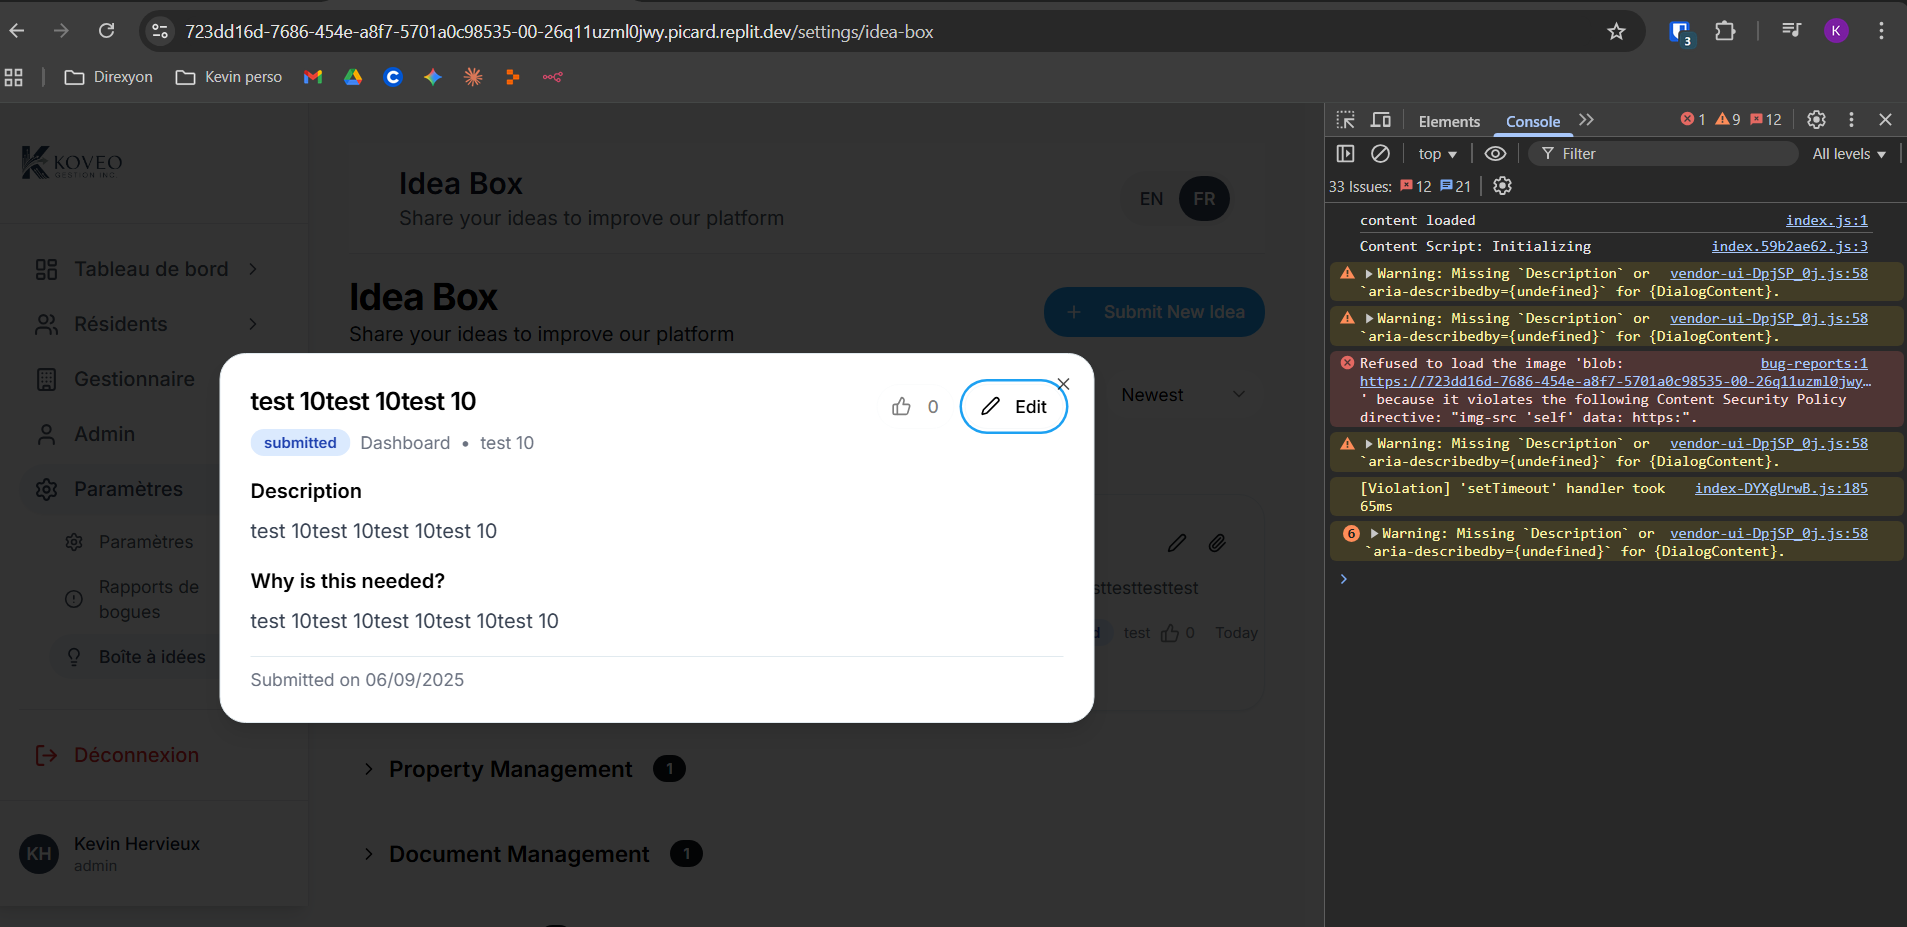 723dd16d-7686-454e-a8f7-5701a0c98535-00-26q11uzml0jwy.picard.replit.dev/settings/idea-box
3
K
Direxyon
Kevin perso
KOVEO
GESTION INC.
Idea Box
Share your ideas to improve our platform
EN
FR
Tableau de bord
Résidents
Gestionnaire
Admin
Paramètres
Paramètres
Rapports de
bogues
Boîte à idées
Déconnexion
KH
Kevin Hervieux
admin
Idea Box
Share your ideas to improve our platform
Submit New Idea
Newest
test 10test 10test 10
0
Edit
submitted
Dashboard • test 10
Description
test 10test 10test 10test 10
Why is this needed?
test 10test 10test 10test 10test 10
Submitted on 06/09/2025
sttesttesttest
d
test
0
Today
Property Management
1
Document Management
1
Elements
Console
1
9
12
top
Filter
All levels
33 Issues:
12
21
content loaded index.js:1
Content Script: Initializing index.59b2ae62.js:3
Warning: Missing `Description` or vendor-ui-DpjSP_0j.js:58
`aria-describedby={undefined}` for {DialogContent}.
Warning: Missing `Description` or vendor-ui-DpjSP_0j.js:58
`aria-describedby={undefined}` for {DialogContent}.
Refused to load the image 'blob: bug-reports:1
https://723dd16d-7686-454e-a8f7-5701a0c98535-00-26q11uzml0jwy…
' because it violates the following Content Security Policy
directive: "img-src 'self' data: https:".
Warning: Missing `Description` or vendor-ui-DpjSP_0j.js:58
`aria-describedby={undefined}` for {DialogContent}.
[Violation] 'setTimeout' handler took index-DYXgUrwB.js:185
65ms
6
Warning: Missing `Description` or vendor-ui-DpjSP_0j.js:58
`aria-describedby={undefined}` for {DialogContent}.